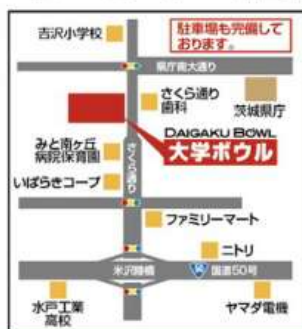 吉沢小学校
駐車場も完備して
おります。
県庁南大通り
さくら通り
歯科
茨城県庁
DAIGAKU BOWL
大学ボウル
みと南ヶ丘
病院保育園
さくら通り
いばらきコープ
ファミリーマート
ニトリ
米沢跨橋
50
国道50号
水戸工業
高校
ヤマダ電機